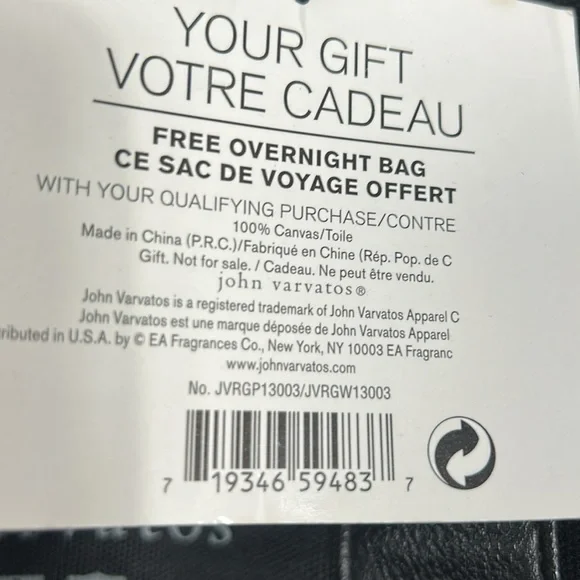 YOUR GIFT
VOTRE CADEAU
FREE OVERNIGHT BAG
CE SAC DE VOYAGE OFFERT
WITH YOUR QUALIFYING PURCHASE/CONTRE
100% Canvas/Toile
Made in China (P.R.C.)/Fabriqué en Chine (Rép. Pop. de C
Gift. Not for sale. / Cadeau. Ne peut être vendu.
john varvatos®
John Varvatos is a registered trademark of John Varvatos Apparel C
John Varvatos est une marque déposée de John Varvatos Apparel
ributed in U.S.A. by © EA Fragrances Co., New York, NY 10003 EA Fragranc
www.johnvarvatos.com
No. JVRGP13003/JVRGW13003
7 19346 59483 7